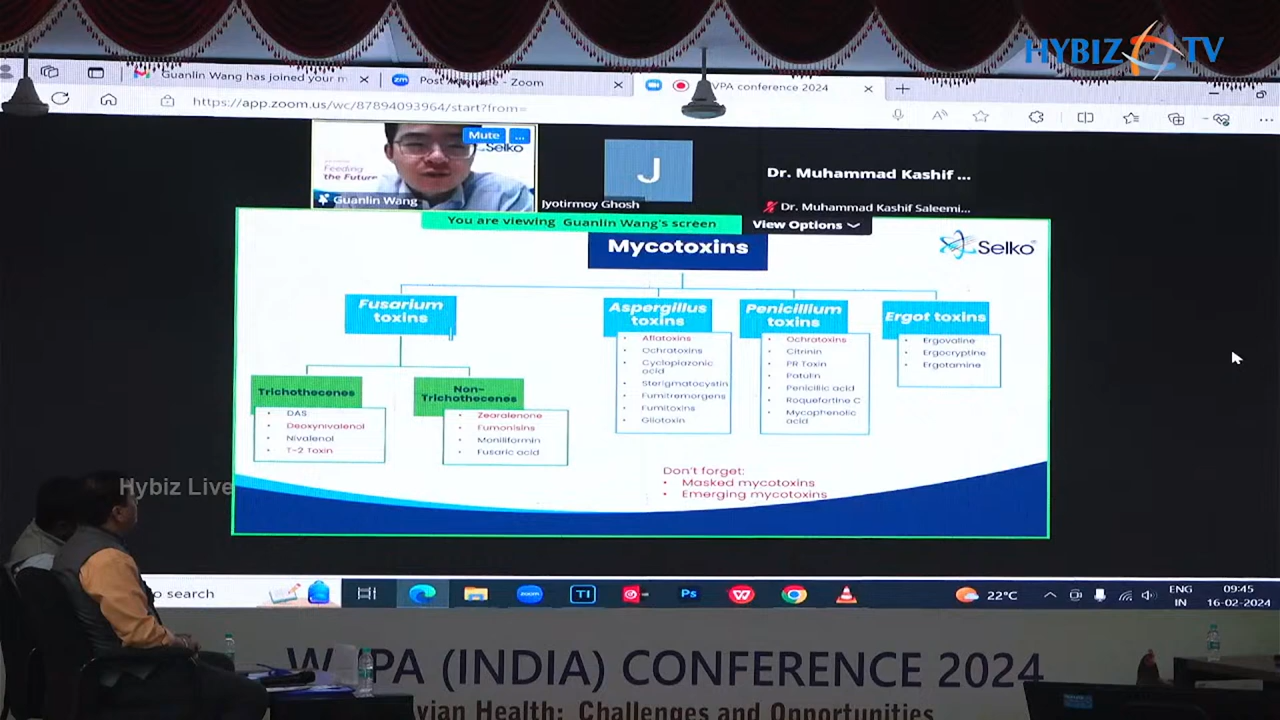 HYBIZ TV
Guanlin Wang has joined your m
Zoom
VPA conference 2024
https://app.zoom.us/wc/87894093964/start?from=
Mute
...
Selko
Feeding
the Future
Guanlin Wang
J
Jyotirmoy Ghosh
Dr. Muhammad Kashif ...
Dr. Muhammad Kashif Saleemi...
You are viewing Guanlin Wang's screen
View Options
Mycotoxins
Selko
Fusarium
toxins
Aspergillus
toxins
Penicillium
toxins
Ergot toxins
Trichothecenes
• DAS
• Deoxynivalenol
• Nivalenol
• T-2 Toxin
Non-
Trichothecenes
• Zearalenone
• Fumonisins
• Moniliformin
• Fusaric acid
• Aflatoxins
• Ochratoxins
• Cyclopiazonic
acid
• Sterigmatocystin
• Fumitremorgens
• Fumitoxins
• Gliotoxin
• Ochratoxins
• Citrinin
• PR Toxin
• Patulin
• Penicillic acid
• Roquefortine C
• Mycophenolic
acid
• Ergovaline
• Ergocryptine
• Ergotamine
Don't forget:
• Masked mycotoxins
• Emerging mycotoxins
Hybiz Live
o search
zoom
TI
Ps
22°C
ENG
IN
09:45
16-02-2024
PA (INDIA) CONFERENCE 2024
vian Health: Challenges and Opportunities